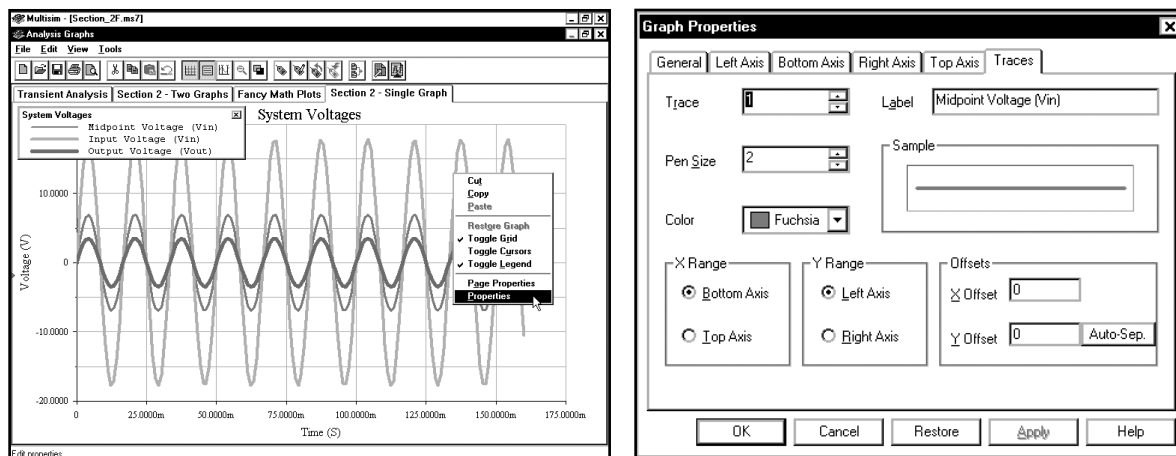 Multisim - [Section_2F.ms7]
Analysis Graphs
File Edit View Tools
Transient Analysis Section 2 - Two Graphs Fancy Math Plots Section 2 - Single Graph
System Voltages
System Voltages
Midpoint Voltage (Vin)
Input Voltage (Vin)
Output Voltage (Vout)
10.0000
0
-10.0000
-20.0000
Voltage (V)
0 25.0000m 50.0000m 75.0000m 100.0000m 125.0000m 150.0000m 175.0000m
Time (S)
Cut
Copy
Paste
Restore Graph
Toggle Grid
Toggle Cursors
Toggle Legend
Page Properties
Properties
Edit properties
Graph Properties
General Left Axis Bottom Axis Right Axis Top Axis Traces
Trace 1 Label Midpoint Voltage (Vin)
Pen Size 2 Sample
Color Fuchsia
X Range Y Range Offsets
Bottom Axis Left Axis X Offset 0
Top Axis Right Axis Y Offset 0 Auto-Sep.
OK Cancel Restore Apply Help